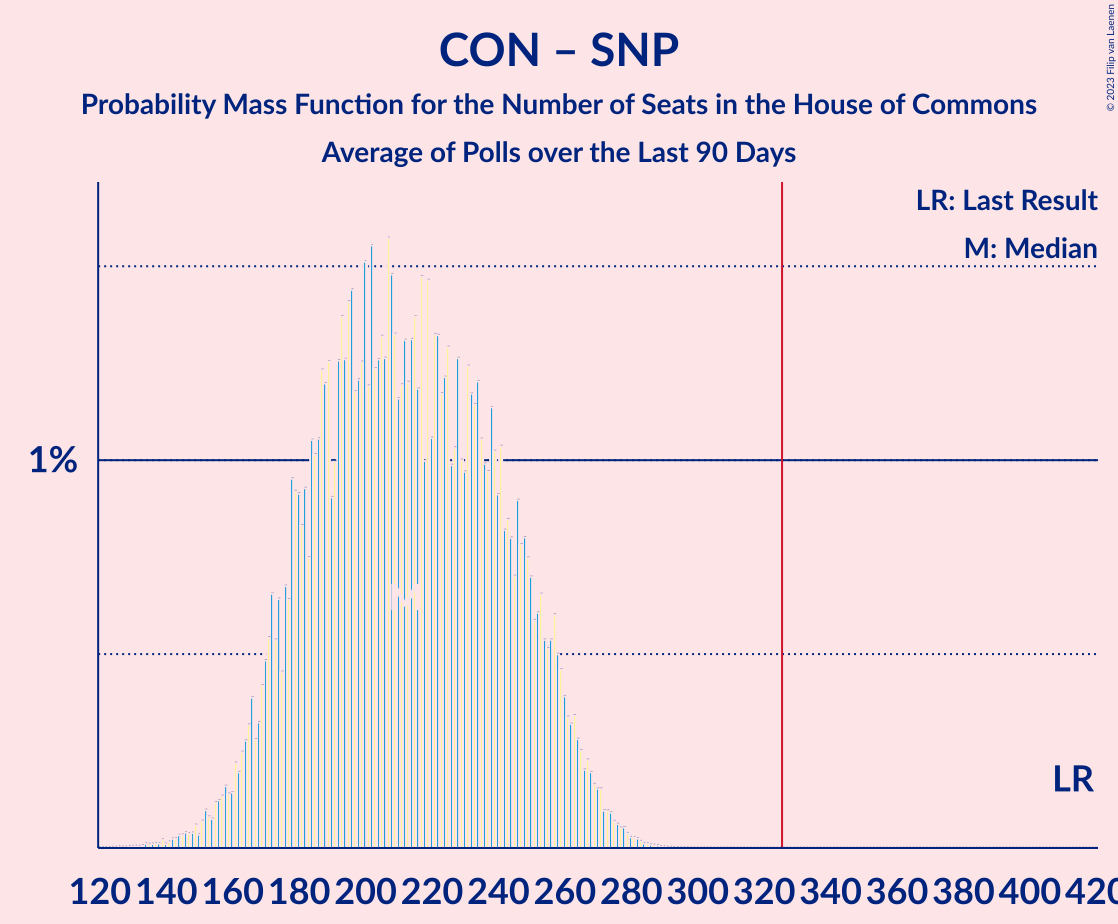 CON – SNP
Probability Mass Function for the Number of Seats in the House of Commons
Average of Polls over the Last 90 Days
© 2023 Filip van Laenen
LR: Last Result
M: Median
1%
M
LR
120 140 160 180 200 220 240 260 280 300 320 340 360 380 400 420